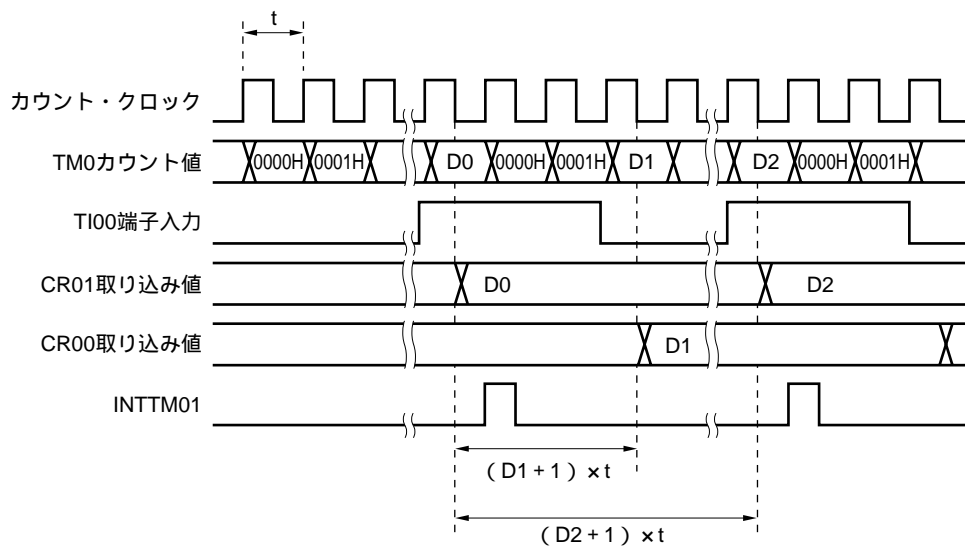 t
カウント・クロック
TM0カウント値
0000H 0001H D0 0000H 0001H D1 D2 0000H 0001H
TI00端子入力
CR01取り込み値
D0 D2
CR00取り込み値
D1
INTTM01
(D1+1)×t
(D2+1)×t